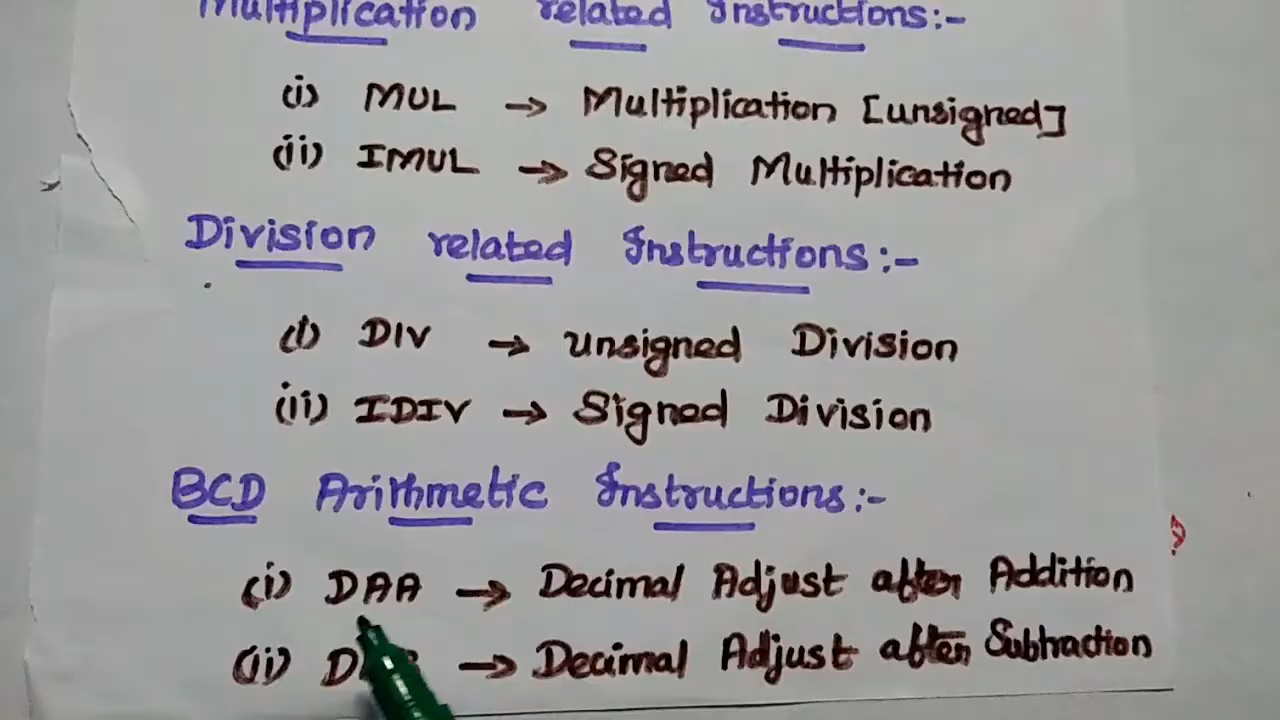 Multiplication related Instructions:-
(i) MUL → Multiplication [unsigned]
(ii) IMUL → Signed Multiplication
Division related Instructions:-
(i) DIV → unsigned Division
(ii) IDIV → Signed Division
BCD Arithmetic Instructions:-
(i) DAA → Decimal Adjust after Addition
(ii) → Decimal Adjust after Subtraction